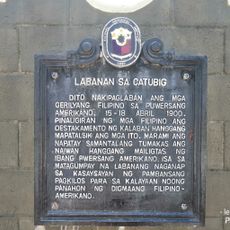 LABANAN SA CATUBIG
DITO NAKIPAGLABAN ANG MGA
GERILYANG FILIPINO SA PUWERSANG
AMERIKANO, 15-18 ABRIL 1900.
PINALIGIRAN NG MGA FILIPINO ANG
DESTAKAMENTO NG KALABAN HANGGANG
MAPATALSIK ANG MGA ITO. MARAMI ANG
NAPATAY SAMANTALANG TUMAKAS ANG
NAIWAN HANGGANG MAILIGTAS NG
IBANG PWERSANG AMERIKANO. ISA SA
MATAGUMPAY NA LABANANG NAGANAP
SA KASAYSAYAN NG PAMBANSANG
PAGKILOS PARA SA KALAYAAN NOONG
PANAHON NG DIGMAANG FILIPINO-
AMERIKANO.